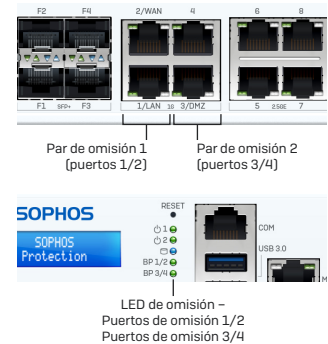 F2 F4 2/WAN 4 6 8
F1 SFP+ F3 1/LAN 1G 3/DMZ 5 2.5GE 7
Par de omisión 1
(puertos 1/2)
Par de omisión 2
(puertos 3/4)
SOPHOS
SOPHOS
Protection
RESET
1
2
BP 1/2
BP 3/4
COM
USB 3.0
M
LED de omisión –
Puertos de omisión 1/2
Puertos de omisión 3/4